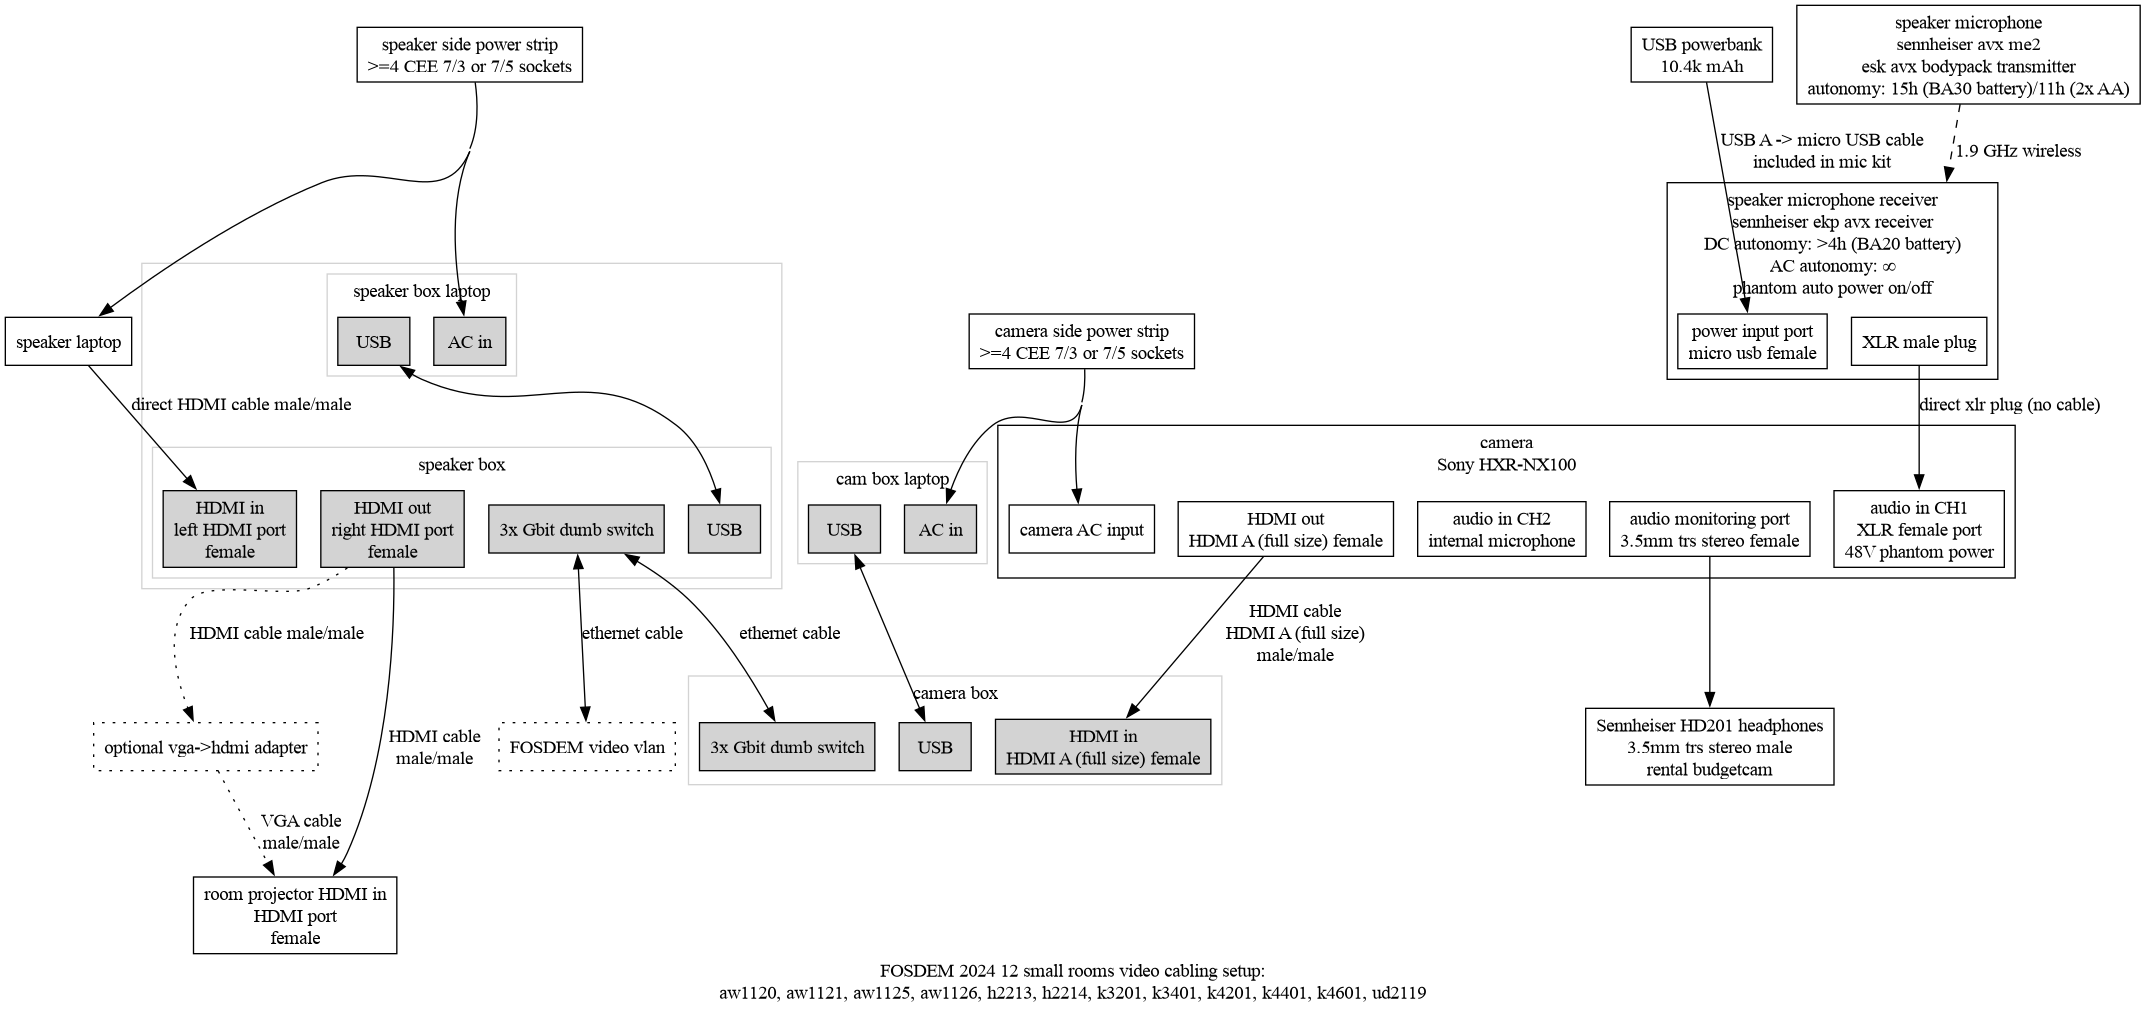 speaker side power strip
>=4 CEE 7/3 or 7/5 sockets
USB powerbank
10.4k mAh
speaker microphone
sennheiser avx me2
esk avx bodypack transmitter
autonomy: 15h (BA30 battery)/11h (2x AA)
USB A -> micro USB cable
included in mic kit
1.9 GHz wireless
speaker microphone receiver
sennheiser ekp avx receiver
DC autonomy: >4h (BA20 battery)
AC autonomy: ∞
phantom auto power on/off
power input port
micro usb female
XLR male plug
speaker laptop
speaker box laptop
USB
AC in
camera side power strip
>=4 CEE 7/3 or 7/5 sockets
direct HDMI cable male/male
direct xlr plug (no cable)
speaker box
HDMI in
left HDMI port
female
HDMI out
right HDMI port
female
3x Gbit dumb switch
USB
cam box laptop
USB
AC in
camera
Sony HXR-NX100
camera AC input
HDMI out
HDMI A (full size) female
audio in CH2
internal microphone
audio monitoring port
3.5mm trs stereo female
audio in CH1
XLR female port
48V phantom power
HDMI cable male/male
ethernet cable
ethernet cable
HDMI cable
HDMI A (full size)
male/male
optional vga->hdmi adapter
HDMI cable
male/male
FOSDEM video vlan
camera box
3x Gbit dumb switch
USB
HDMI in
HDMI A (full size) female
Sennheiser HD201 headphones
3.5mm trs stereo male
rental budgetcam
VGA cable
male/male
room projector HDMI in
HDMI port
female
FOSDEM 2024 12 small rooms video cabling setup:
aw1120, aw1121, aw1125, aw1126, h2213, h2214, k3201, k3401, k4201, k4401, k4601, ud2119